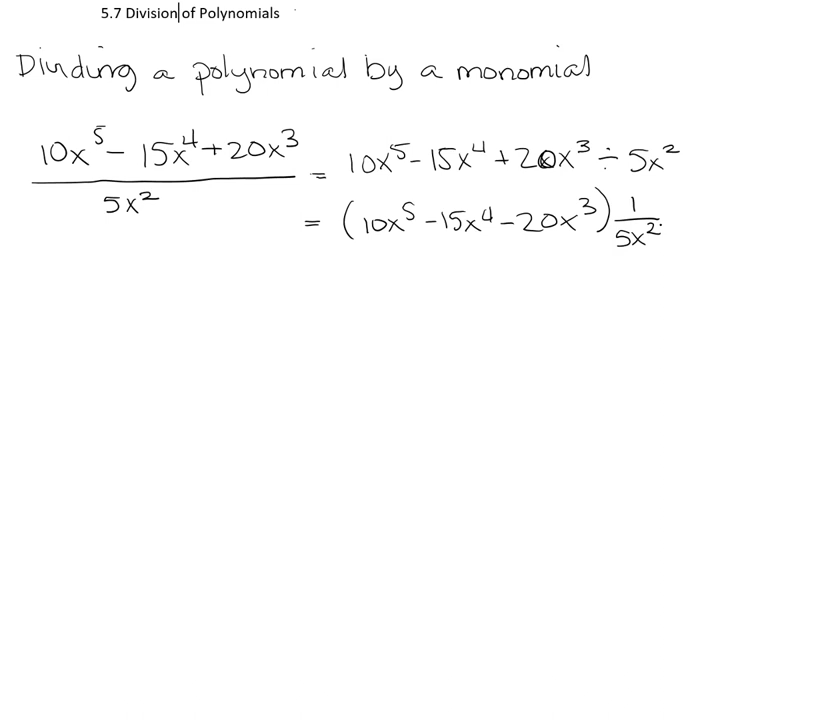 5.7 Division of Polynomials
Dividing a polynomial by a monomial
(10x^5 - 15x^4 + 20x^3) / (5x^2) = 10x^5 - 15x^4 + 20x^3 ÷ 5x^2
= (10x^5 - 15x^4 - 20x^3) 1/(5x^2)